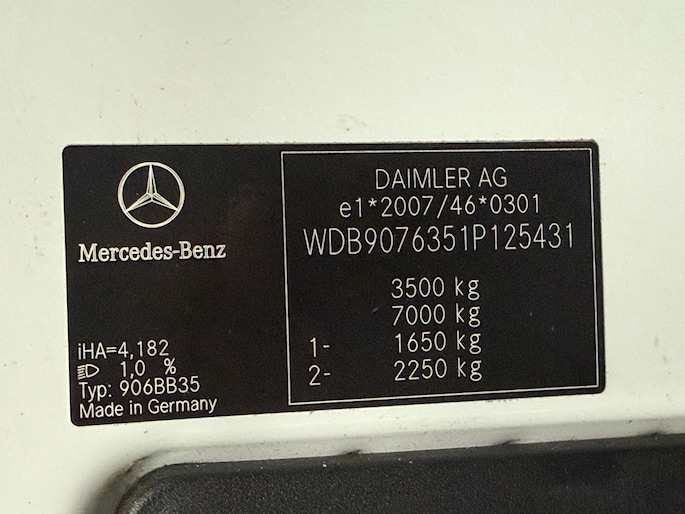 Mercedes-Benz
iHA=4,182
1,0 %
Typ: 906BB35
Made in Germany
DAIMLER AG
e1*2007/46*0301
WDB9076351P125431
3500 kg
7000 kg
1- 1650 kg
2- 2250 kg